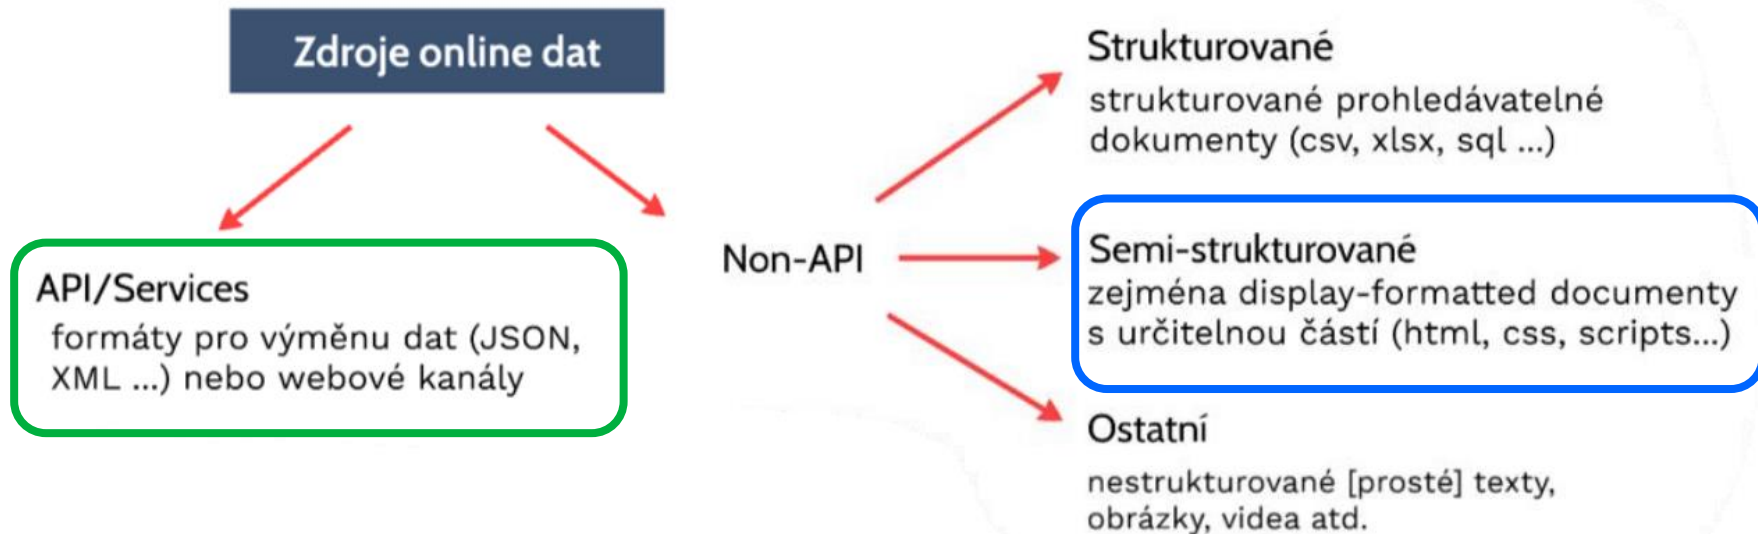 Zdroje online dat
API/Services
formáty pro výměnu dat (JSON,
XML ...) nebo webové kanály
Non-API
Strukturované
strukturované prohledávatelné
dokumenty (csv, xlsx, sql ...)
Semi-strukturované
zejména display-formatted documenty
s určitelnou částí (html, css, scripts...)
Ostatní
nestrukturované [prosté] texty,
obrázky, videa atd.